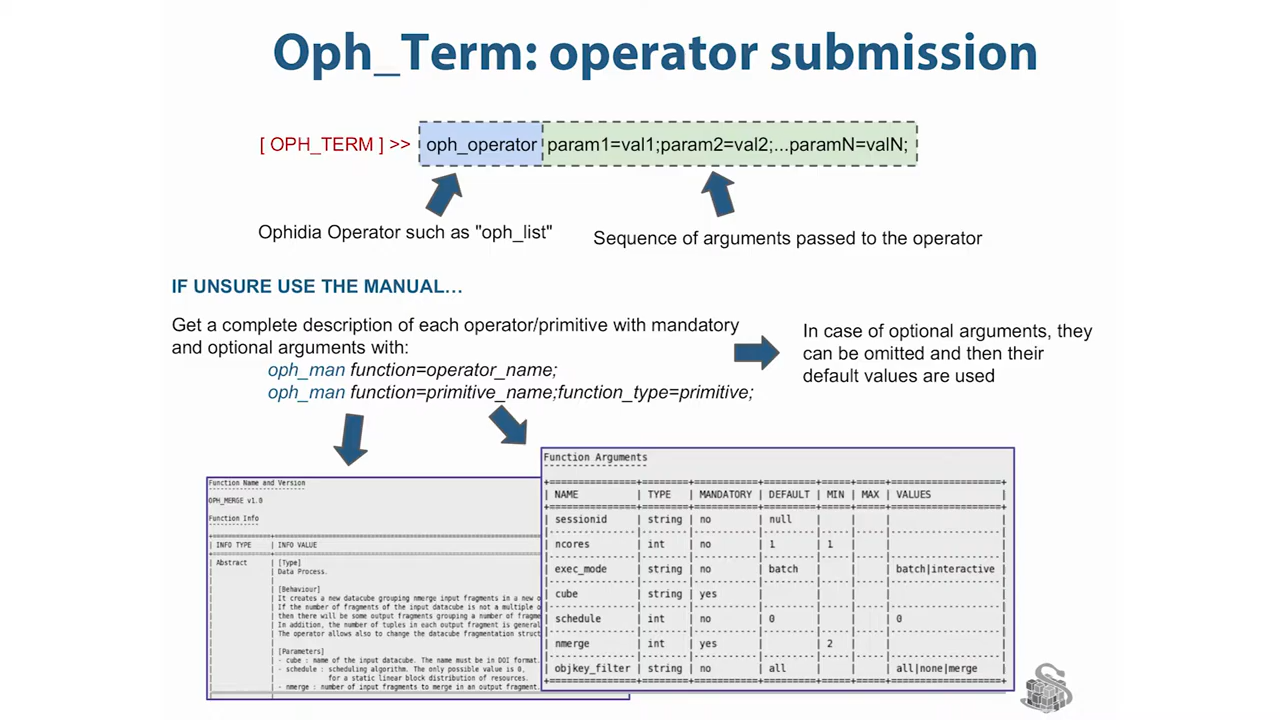 Oph_Term: operator submission
[ OPH_TERM ] >> oph_operator param1=val1;param2=val2;...paramN=valN;
Ophidia Operator such as "oph_list"
Sequence of arguments passed to the operator
IF UNSURE USE THE MANUAL…
Get a complete description of each operator/primitive with mandatory
and optional arguments with:
oph_man function=operator_name;
oph_man function=primitive_name;function_type=primitive;
In case of optional arguments, they
can be omitted and then their
default values are used
Function Name and Version
OPH_MERGE v1.0
Function Info
INFO TYPE | INFO VALUE
Abstract | [Type]
Data Process.
[Behaviour]
It creates a new datacube grouping nmerge input fragments in a new o
If the number of fragments of the input datacube is not a multiple o
then there will be some output fragments grouping a number of fragme
In addition, the number of tuples in each output fragment is general
The operator allows also to change the datacube fragmentation struct
[Parameters]
- cube : name of the input datacube. The name must be in DOI format.
- schedule : scheduling algorithm. The only possible value is 0,
for a static linear block distribution of resources.
- nmerge : number of input fragments to merge in an output fragment.
Function Arguments
| NAME | TYPE | MANDATORY | DEFAULT | MIN | MAX | VALUES |
| sessionid | string | no | null | | | |
| ncores | int | no | 1 | 1 | | |
| exec_mode | string | no | batch | | | batch|interactive |
| cube | string | yes | | | | |
| schedule | int | no | 0 | | | 0 |
| nmerge | int | yes | | 2 | | |
| objkey_filter | string | no | all | | | all|none|merge |